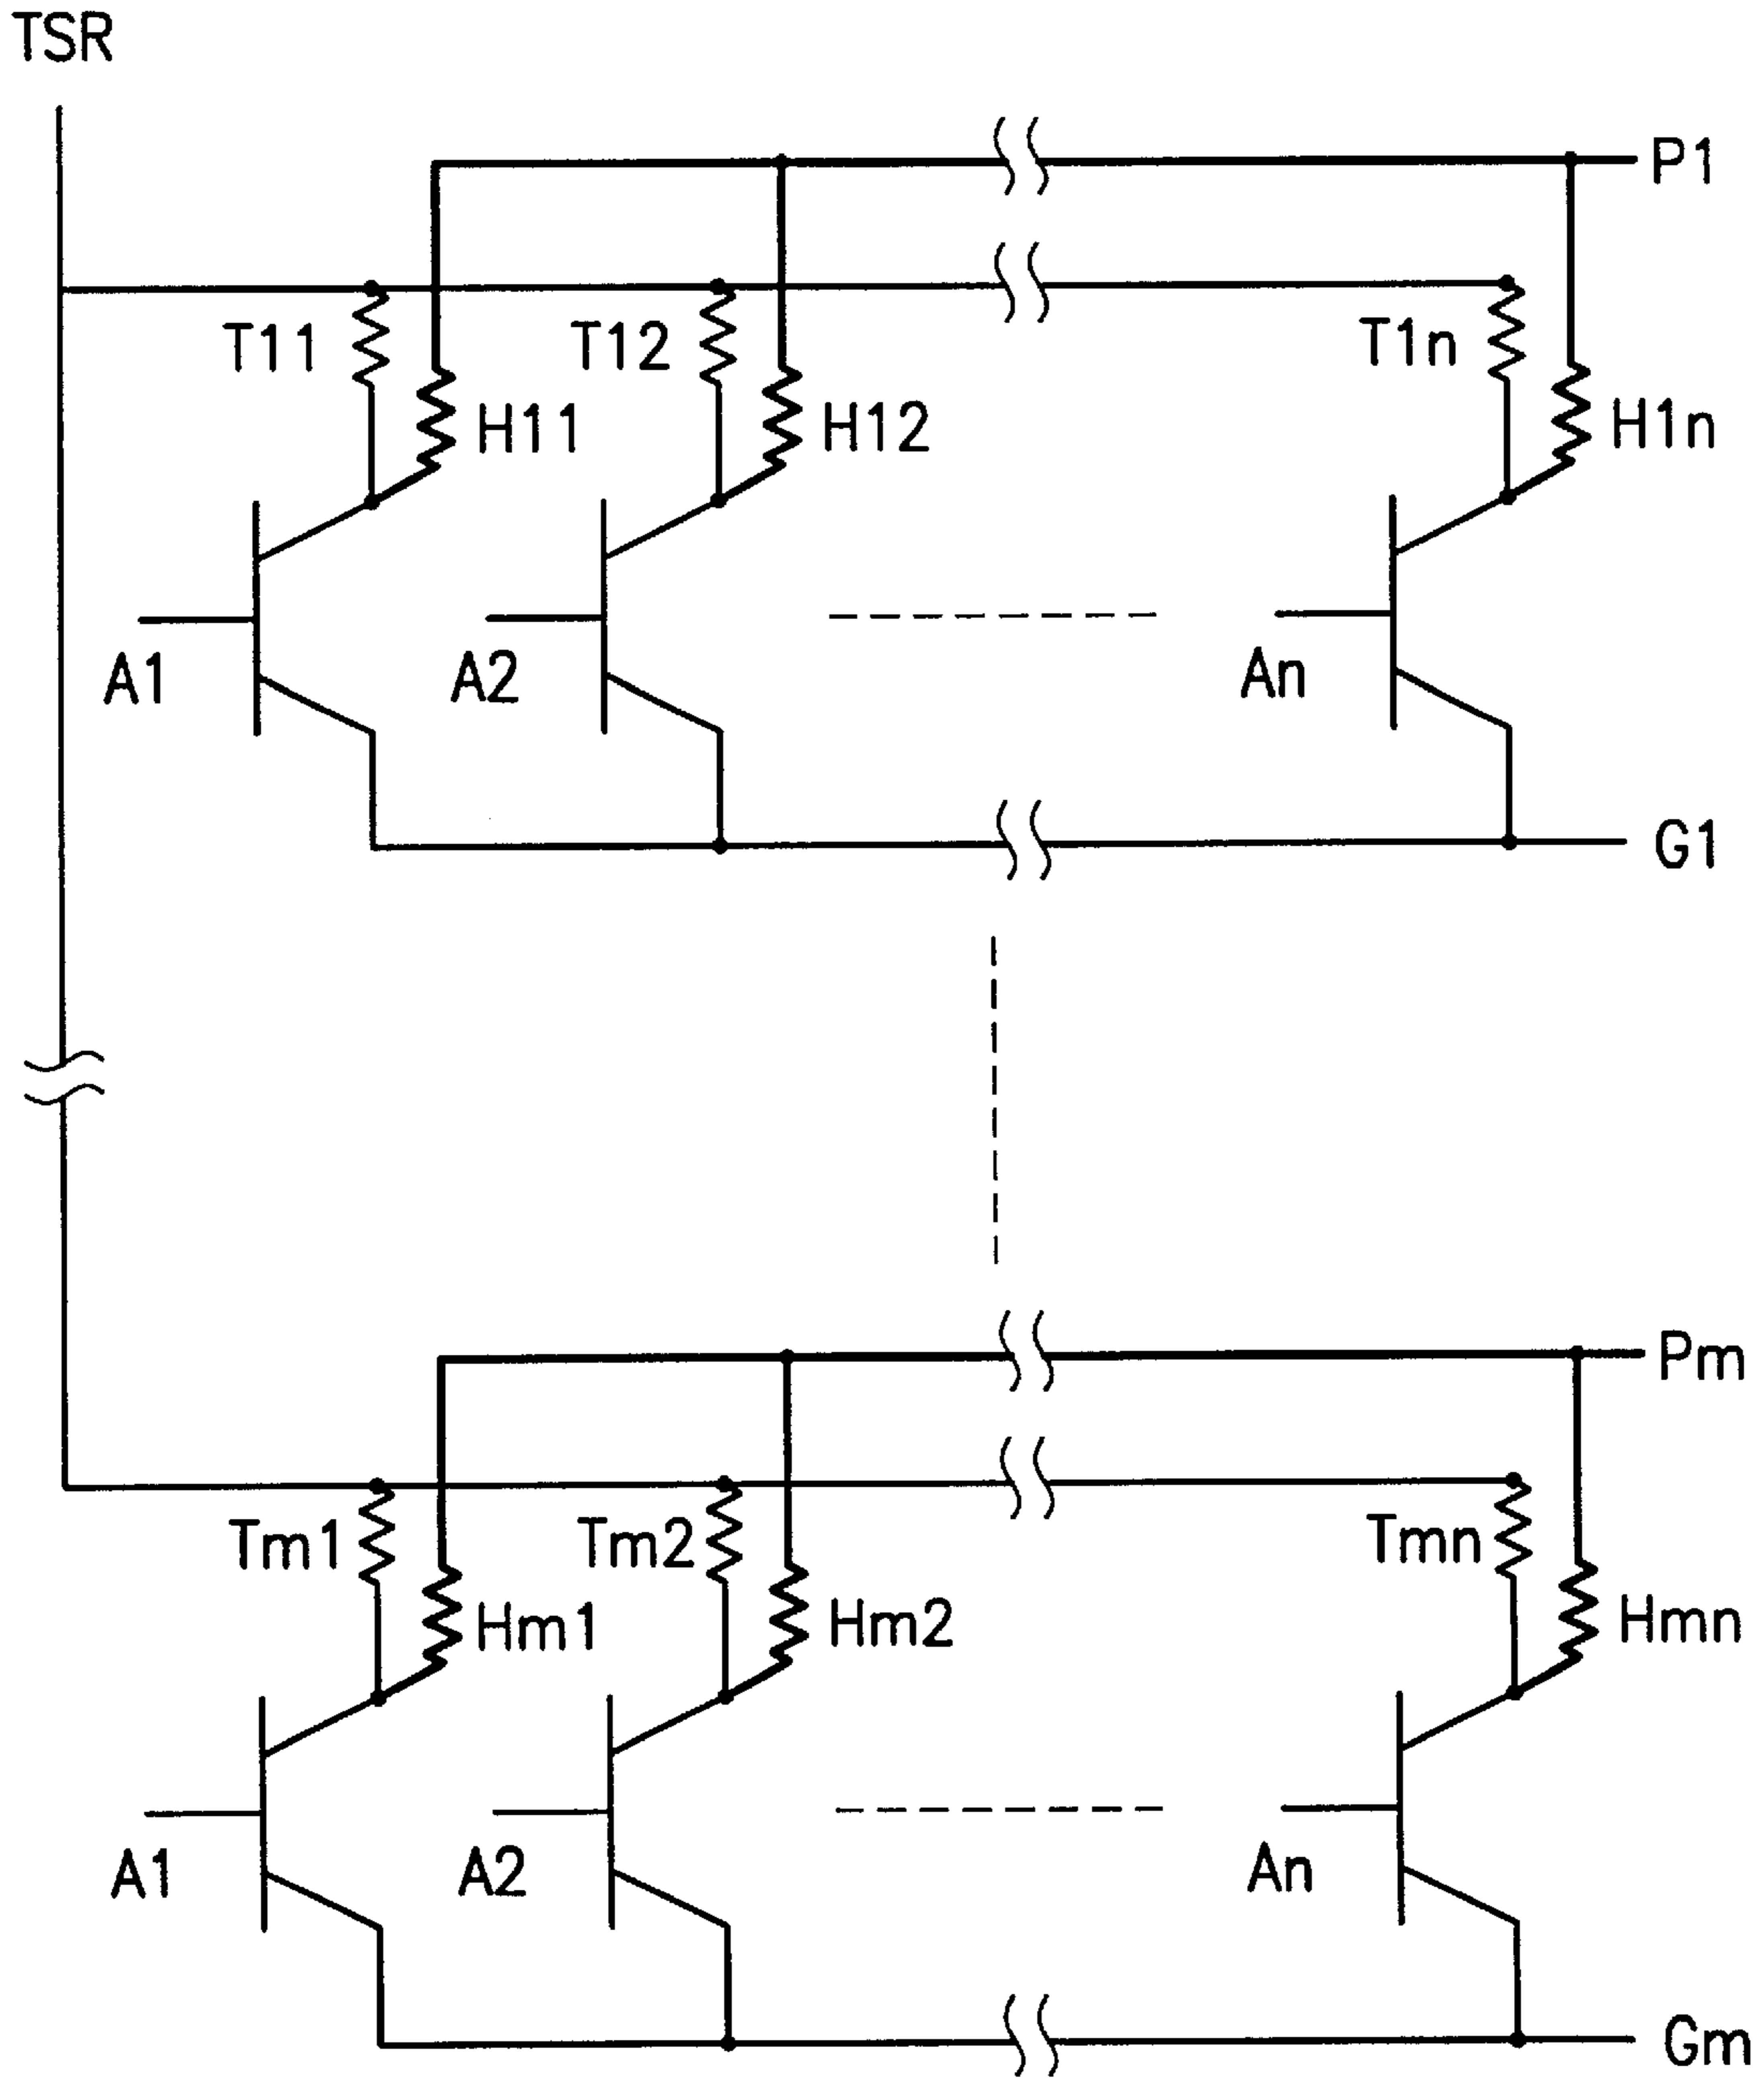 TSR
P1
T11
T12
T1n
H11
H12
H1n
A1
A2
An
G1
Pm
Tm1
Tm2
Tmn
Hm1
Hm2
Hmn
A1
A2
An
Gm